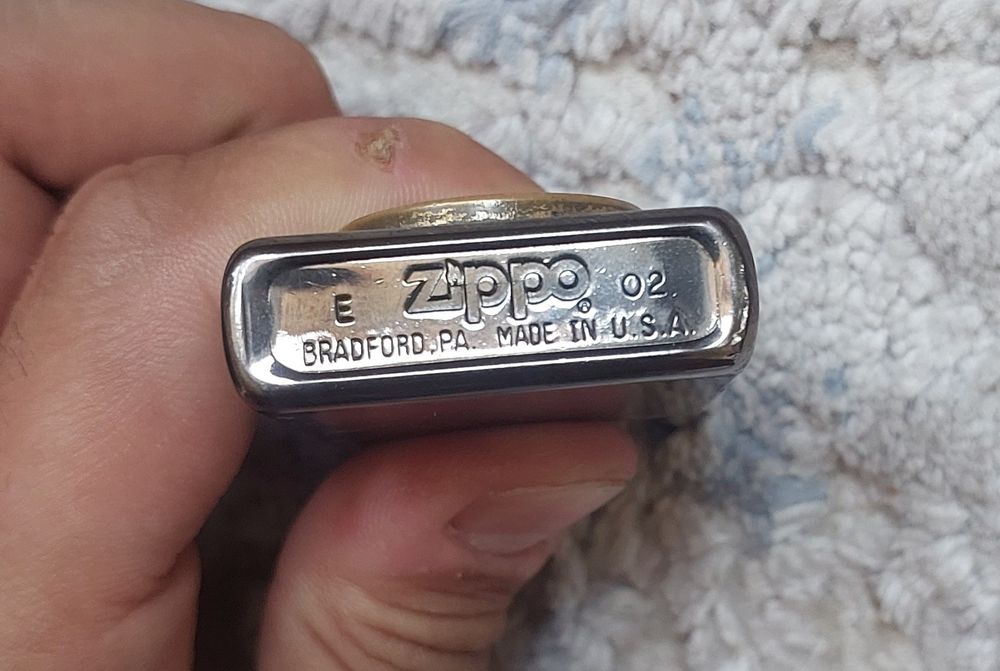 E Zippo ® 02.
BRADFORD, PA. MADE IN U.S.A.